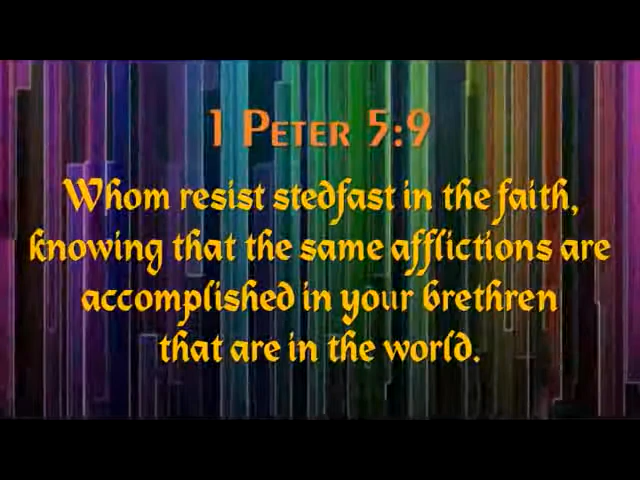 1 Peter 5:9
Whom resist stedfast in the faith,
knowing that the same afflictions are
accomplished in your brethren
that are in the world.